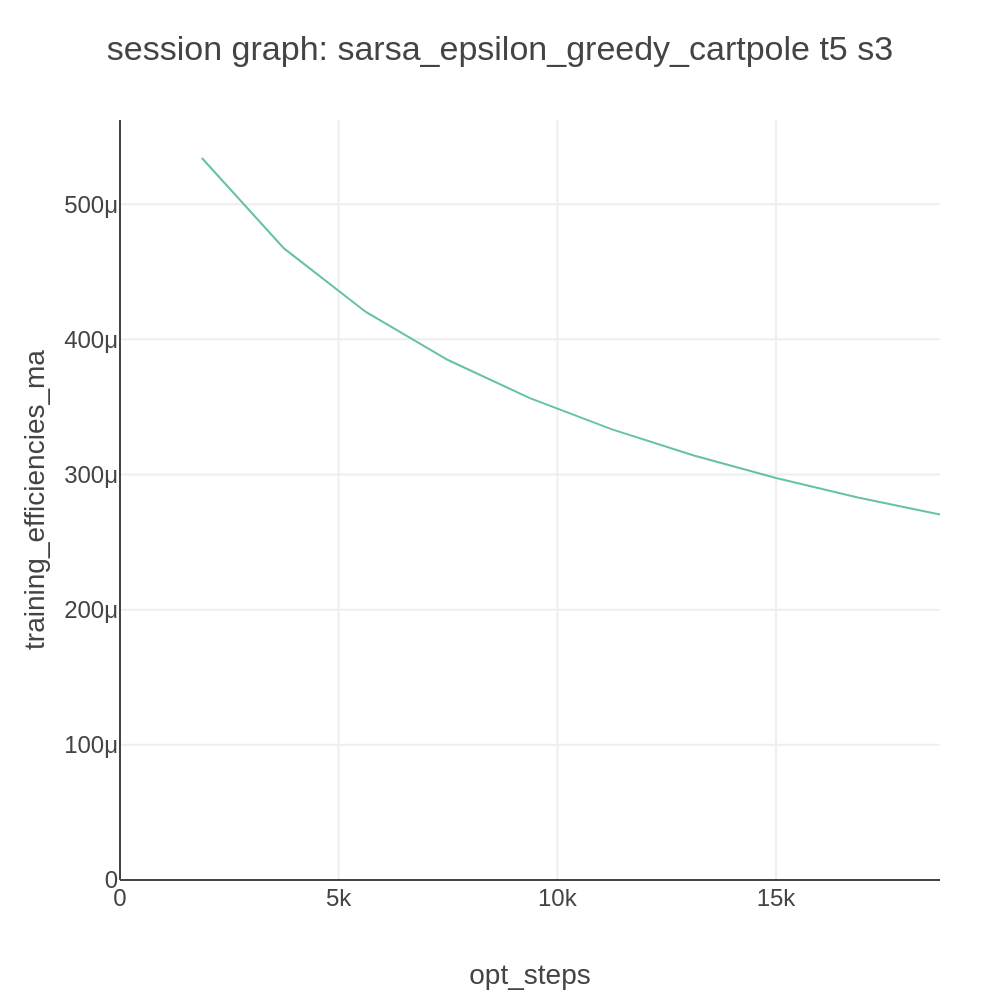 session graph: sarsa_epsilon_greedy_cartpole t5 s3
training_efficiencies_ma
500μ
400μ
300μ
200μ
100μ
0
0 5k 10k 15k
opt_steps